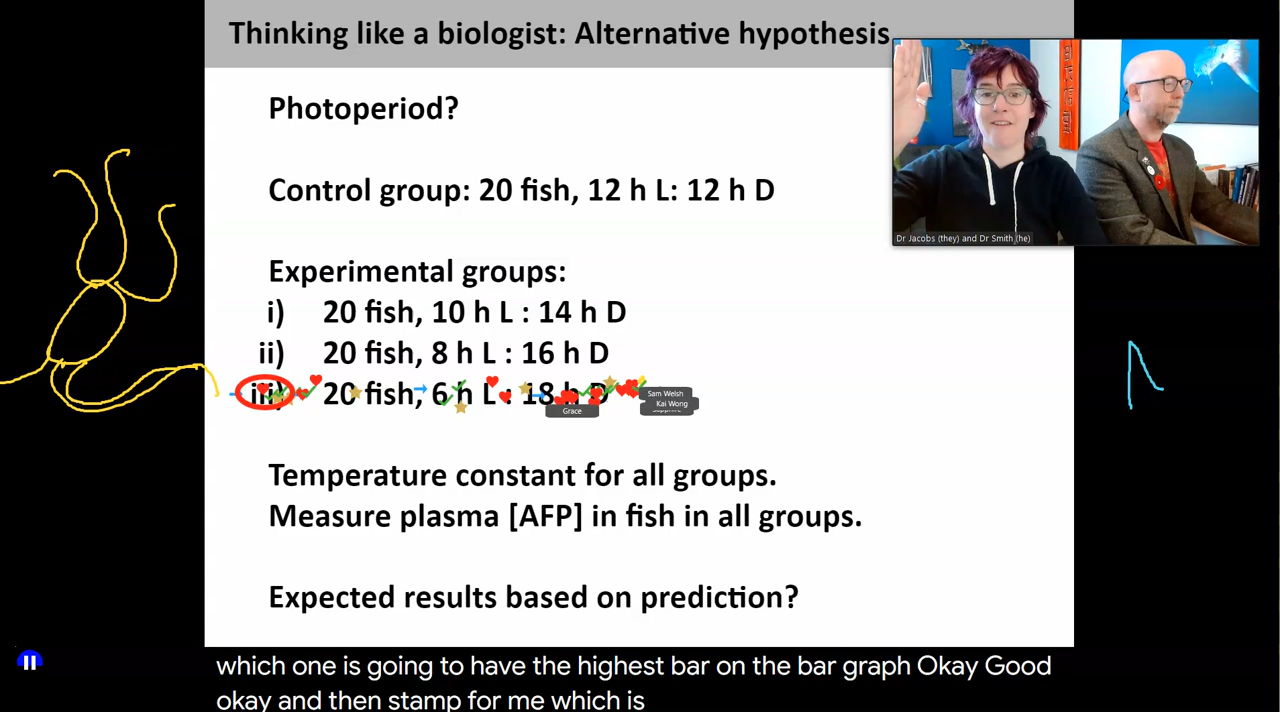 Thinking like a biologist: Alternative hypothesis
Photoperiod?
Control group: 20 fish, 12 h L: 12 h D
Experimental groups:
i) 20 fish, 10 h L : 14 h D
ii) 20 fish, 8 h L : 16 h D
iii) 20 fish, 6 h L : 18 h D
Sam Welsh
Kai Wong
Grace
Temperature constant for all groups.
Measure plasma [AFP] in fish in all groups.
Expected results based on prediction?
Dr Jacobs (they) and Dr Smith (he)
which one is going to have the highest bar on the bar graph Okay Good
okay and then stamp for me which is